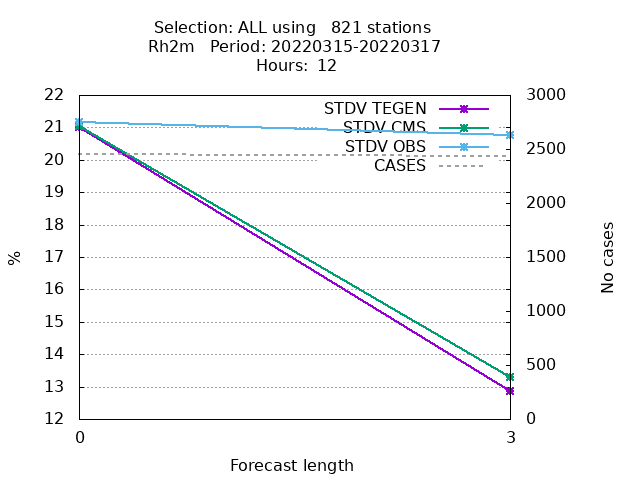 Selection: ALL using   821 stations
Rh2m   Period: 20220315-20220317
Hours: 12
22
21
20
19
18
17
16
15
14
13
12
%
3000
2500
2000
1500
1000
500
0
No cases
STDV TEGEN
STDV CMS
STDV OBS
CASES
0
3
Forecast length